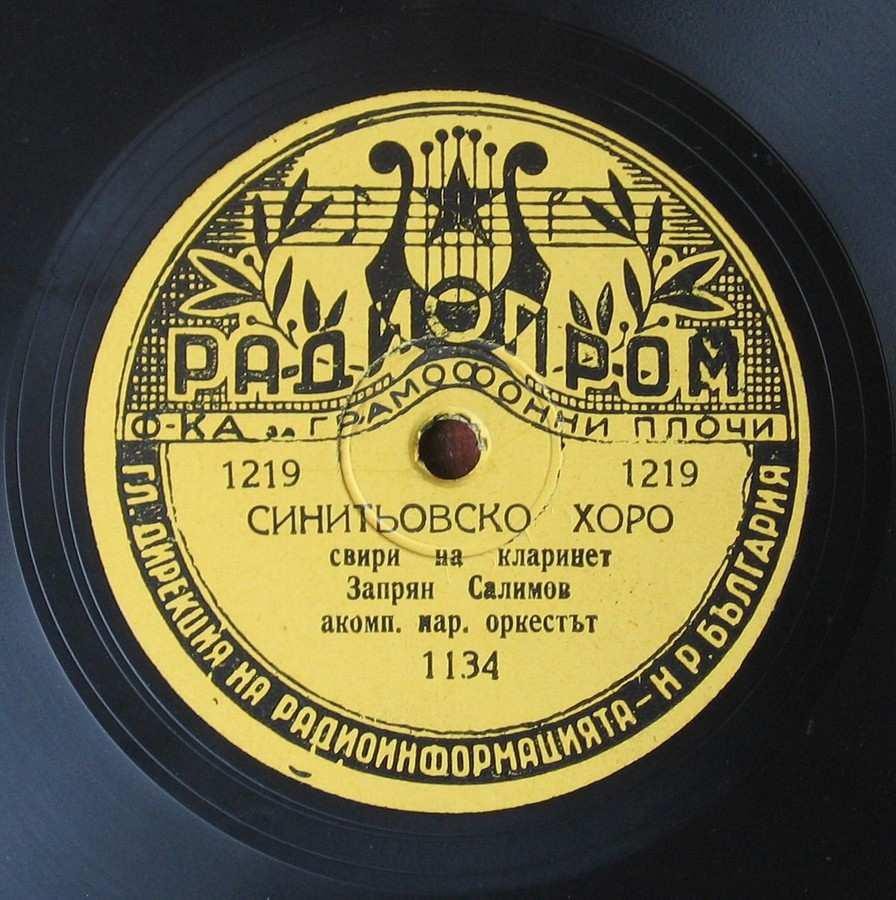 РАДИОПРОМ
Ф-КА за ГРАМОФОННИ ПЛОЧИ
1219 1219
СИНИТЬОВСКО ХОРО
свири на кларинет
Запрян Салимов
акомп. нар. оркестът
1134
ГЛ. ДИРЕКЦИЯ НА РАДИОИНФОРМАЦИЯТА - Н Р. БЪЛГАРИЯ